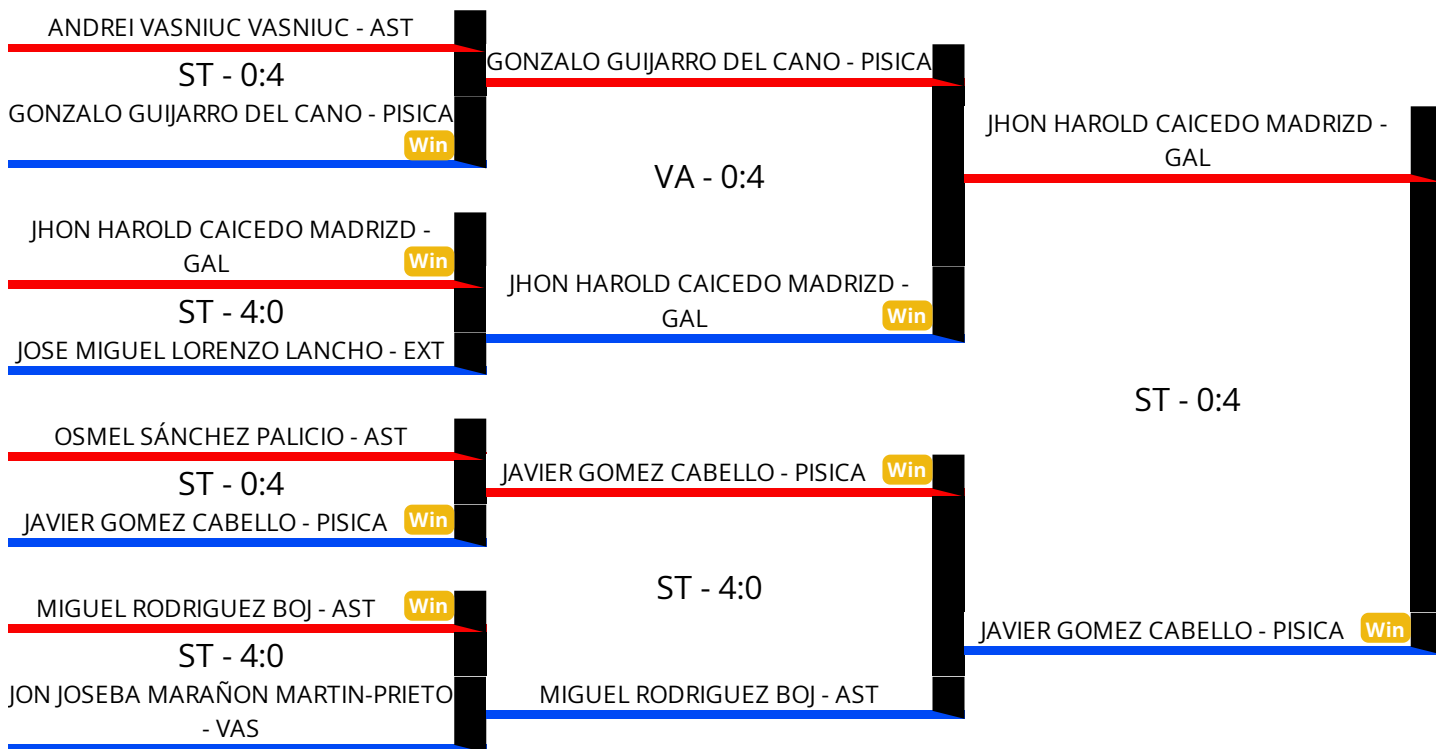 ANDREI VASNIUC VASNIUC - AST
ST - 0:4
GONZALO GUIJARRO DEL CANO - PISICA
Win
JHON HAROLD CAICEDO MADRIZD -
GAL
Win
ST - 4:0
JOSE MIGUEL LORENZO LANCHO - EXT
OSMEL SÁNCHEZ PALICIO - AST
ST - 0:4
JAVIER GOMEZ CABELLO - PISICA
Win
MIGUEL RODRIGUEZ BOJ - AST
Win
ST - 4:0
JON JOSEBA MARAÑON MARTIN-PRIETO
- VAS
GONZALO GUIJARRO DEL CANO - PISICA
VA - 0:4
JHON HAROLD CAICEDO MADRIZD -
GAL
Win
JAVIER GOMEZ CABELLO - PISICA
Win
ST - 4:0
MIGUEL RODRIGUEZ BOJ - AST
JHON HAROLD CAICEDO MADRIZD -
GAL
ST - 0:4
JAVIER GOMEZ CABELLO - PISICA
Win